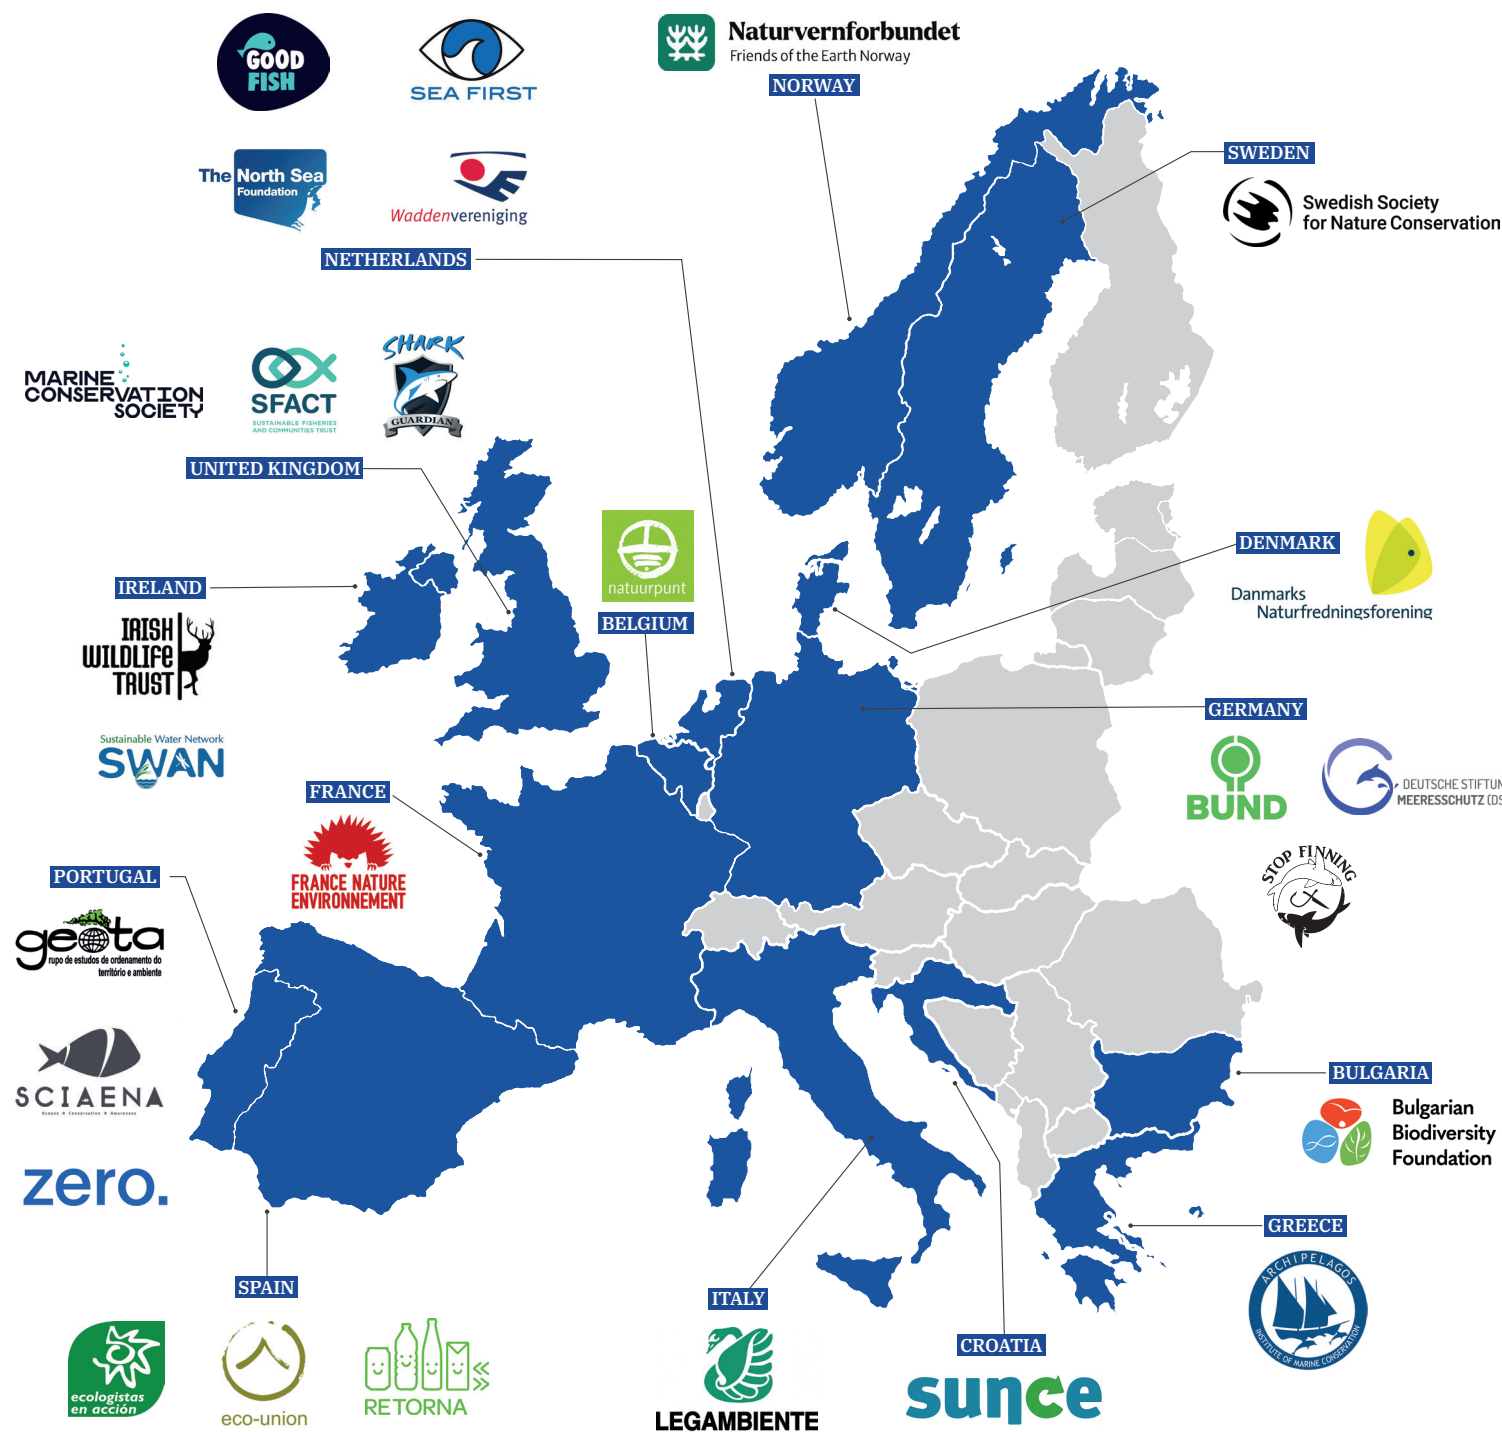 GOOD
FISH
SEA FIRST
Naturvernforbundet
Friends of the Earth Norway
NORWAY
The North Sea
Foundation
Waddenvereniging
NETHERLANDS
SWEDEN
Swedish Society
for Nature Conservation
MARINE
CONSERVATION
SOCIETY
SFACT
SUSTAINABLE FISHERIES
AND COMMUNITIES TRUST
SHARK
GUARDIAN
UNITED KINGDOM
natuurpunt
BELGIUM
DENMARK
Danmarks
Naturfredningsforening
IRELAND
IRISH
WILDLIFE
TRUST
Sustainable Water Network
SWAN
GERMANY
BUND
DEUTSCHE STIFTUN
MEERESSCHUTZ (DS
STOP FINNING
FRANCE
FRANCE NATURE
ENVIRONNEMENT
PORTUGAL
geota
rupo de estudos de ordenamento do
território e ambiente
SCIAENA
Oceans # Conservation # Awareness
zero.
BULGARIA
Bulgarian
Biodiversity
Foundation
GREECE
ARCHIPELAGOS
INSTITUTE OF MARINE CONSERVATION
SPAIN
ecologistas
en acción
eco-union
RETORNA
ITALY
LEGAMBIENTE
CROATIA
sunce